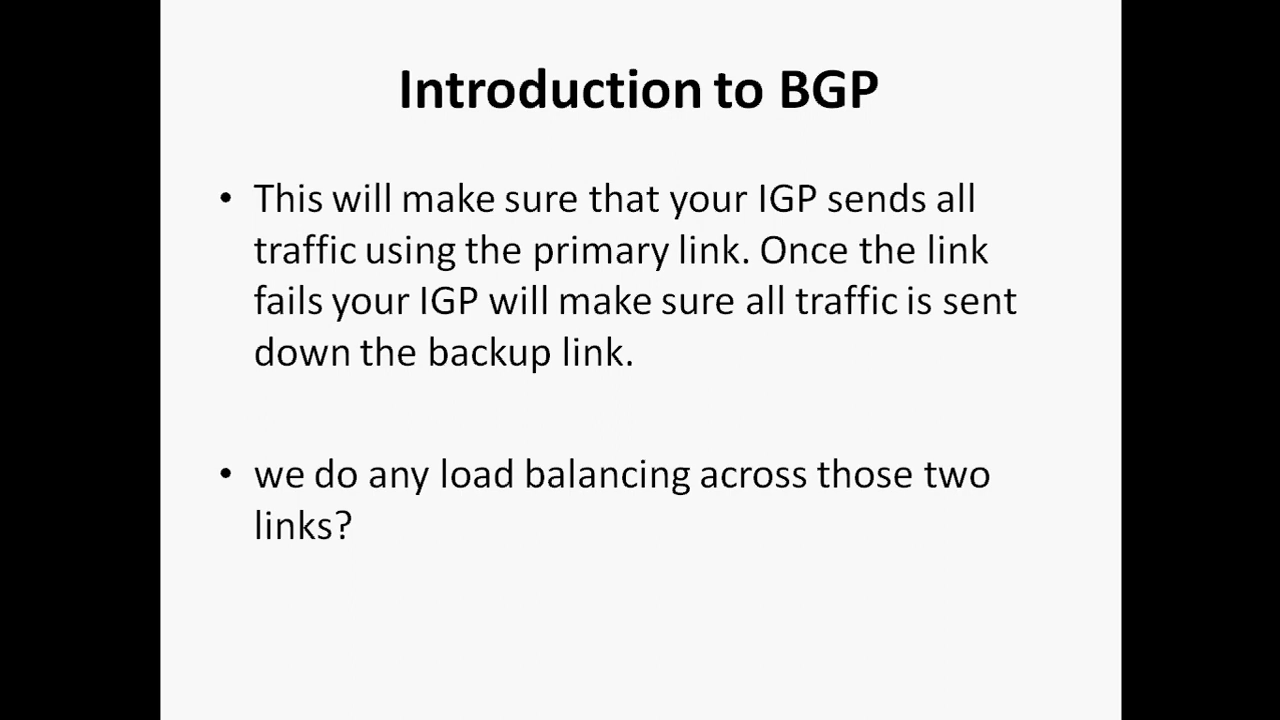 Introduction to BGP
• This will make sure that your IGP sends all
traffic using the primary link. Once the link
fails your IGP will make sure all traffic is sent
down the backup link.
• we do any load balancing across those two
links?